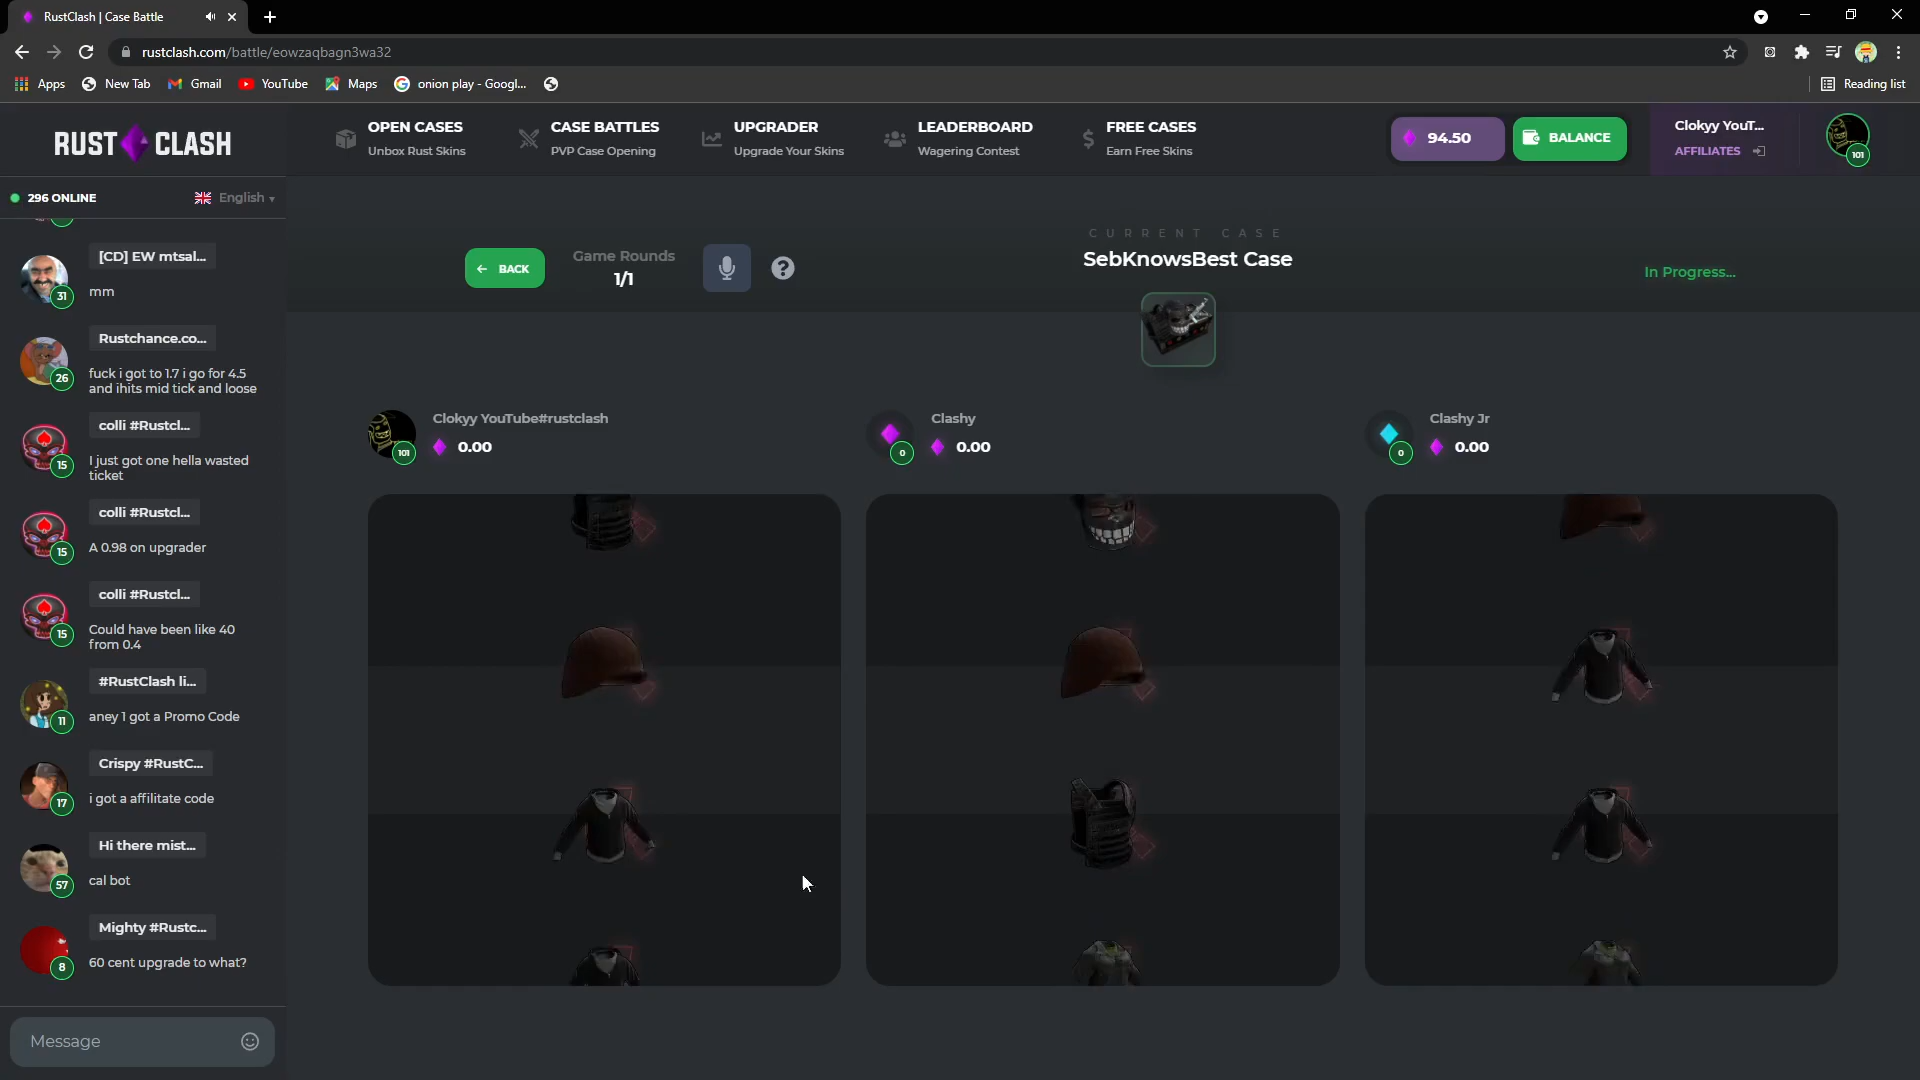 RustClash | Case Battle
rustclash.com/battle/eowzaqbagn3wa32
Apps
New Tab
Gmail
YouTube
Maps
onion play - Googl...
Reading list
RUST CLASH
OPEN CASES
Unbox Rust Skins
CASE BATTLES
PVP Case Opening
UPGRADER
Upgrade Your Skins
LEADERBOARD
Wagering Contest
FREE CASES
Earn Free Skins
94.50
BALANCE
Clokyy YouT...
AFFILIATES
101
296 ONLINE
English
[CD] EW mtsal...
31
mm
Rustchance.co...
26
fuck i got to 1.7 i go for 4.5
and ihits mid tick and loose
colli #Rustcl...
15
I just got one hella wasted
ticket
colli #Rustcl...
15
A 0.98 on upgrader
colli #Rustcl...
15
Could have been like 40
from 0.4
#RustClash li...
11
aney 1 got a Promo Code
Crispy #RustC...
17
i got a affilitate code
Hi there mist...
57
cal bot
Mighty #Rustc...
8
60 cent upgrade to what?
Message
BACK
Game Rounds
1/1
?
CURRENT CASE
SebKnowsBest Case
In Progress...
Clokyy YouTube#rustclash
101
0.00
Clashy
0
0.00
Clashy Jr
0
0.00